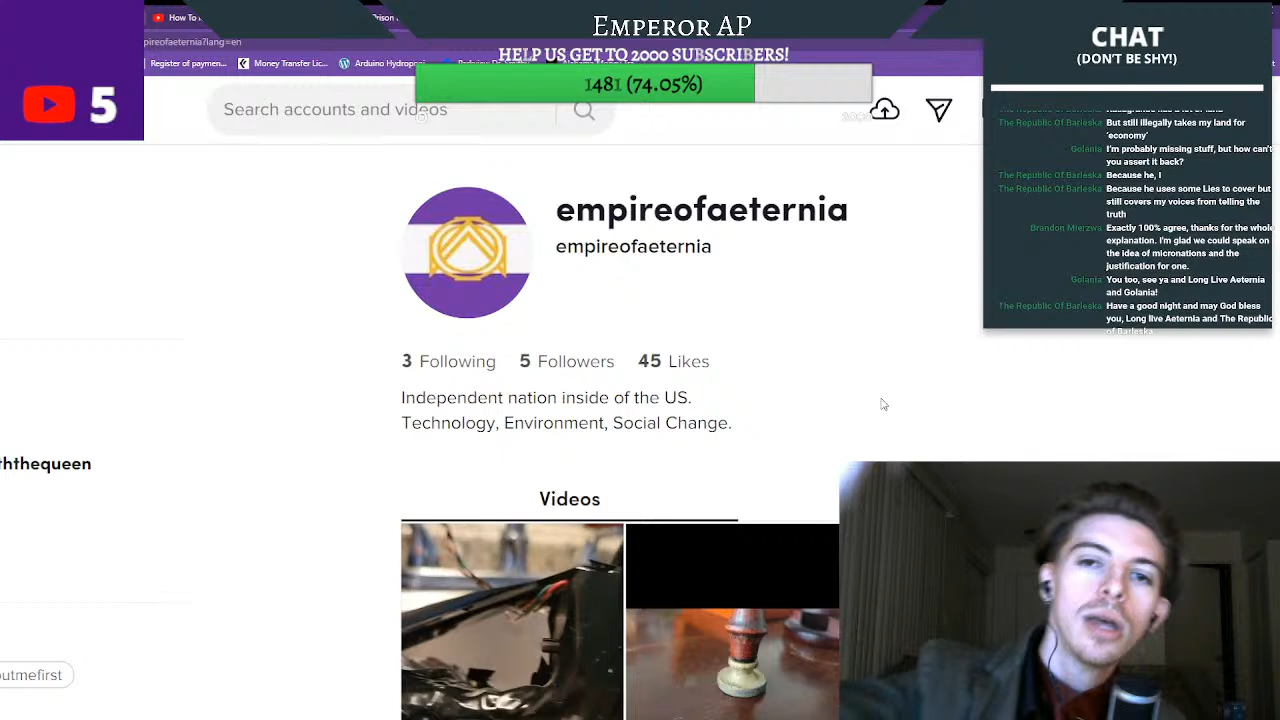 How To
Prison
EMPEROR AP
HELP US GET TO 2000 SUBSCRIBERS!
1481 (74.05%)
CHAT
(DON'T BE SHY!)
pireofaeternia?lang=en
Register of paymen...
Money Transfer Lic...
Arduino Hydroponi...
5
Search accounts and videos
The Republic Of Barleska But still illegally takes my land for
'economy'
Golania I'm probably missing stuff, but how can't
you assert it back?
The Republic Of Barleska Because he, I
The Republic Of Barleska Because he uses some Lies to cover but
still covers my voices from telling the
truth
Brandon Mierzwa Exactly 100% agree, thanks for the whole
explanation. I'm glad we could speak on
the idea of micronations and the
justification for one.
Golania You too, see ya and Long Live Aeternia
and Golania!
The Republic Of Barleska Have a good night and may God bless
you, Long live Aeternia and The Republic
of Barleska
empireofaeternia
empireofaeternia
3 Following 5 Followers 45 Likes
Independent nation inside of the US.
Technology, Environment, Social Change.
ththequeen
Videos
outmefirst